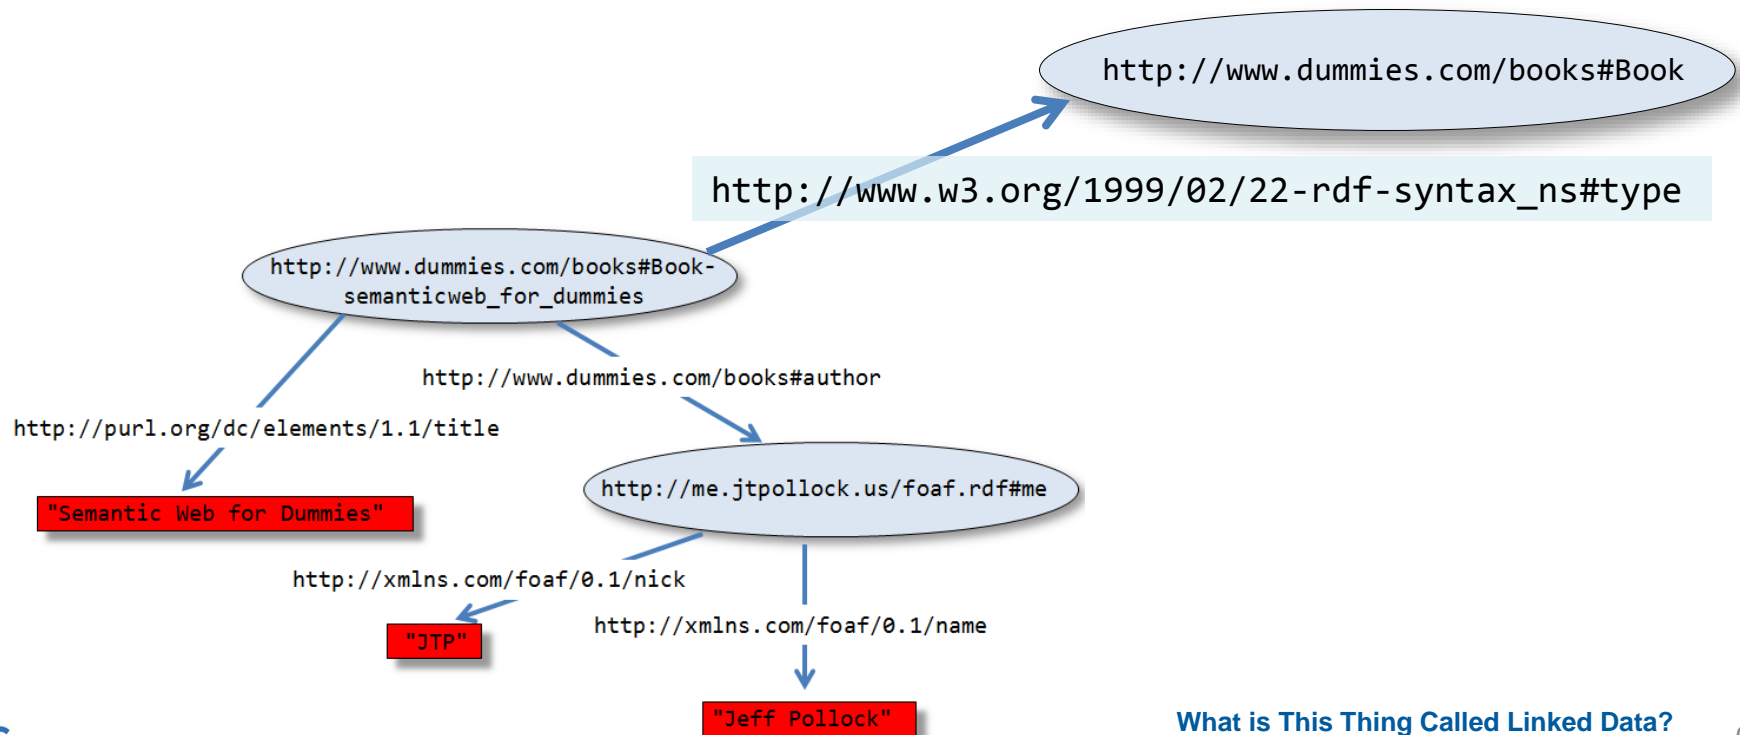 http://www.dummies.com/books#Book
http://www.w3.org/1999/02/22-rdf-syntax_ns#type
http://www.dummies.com/books#Book-
semanticweb_for_dummies
http://www.dummies.com/books#author
http://purl.org/dc/elements/1.1/title
http://me.jtpollock.us/foaf.rdf#me
"Semantic Web for Dummies"
http://xmlns.com/foaf/0.1/nick
http://xmlns.com/foaf/0.1/name
"JTP"
"Jeff Pollock"
What is This Thing Called Linked Data?